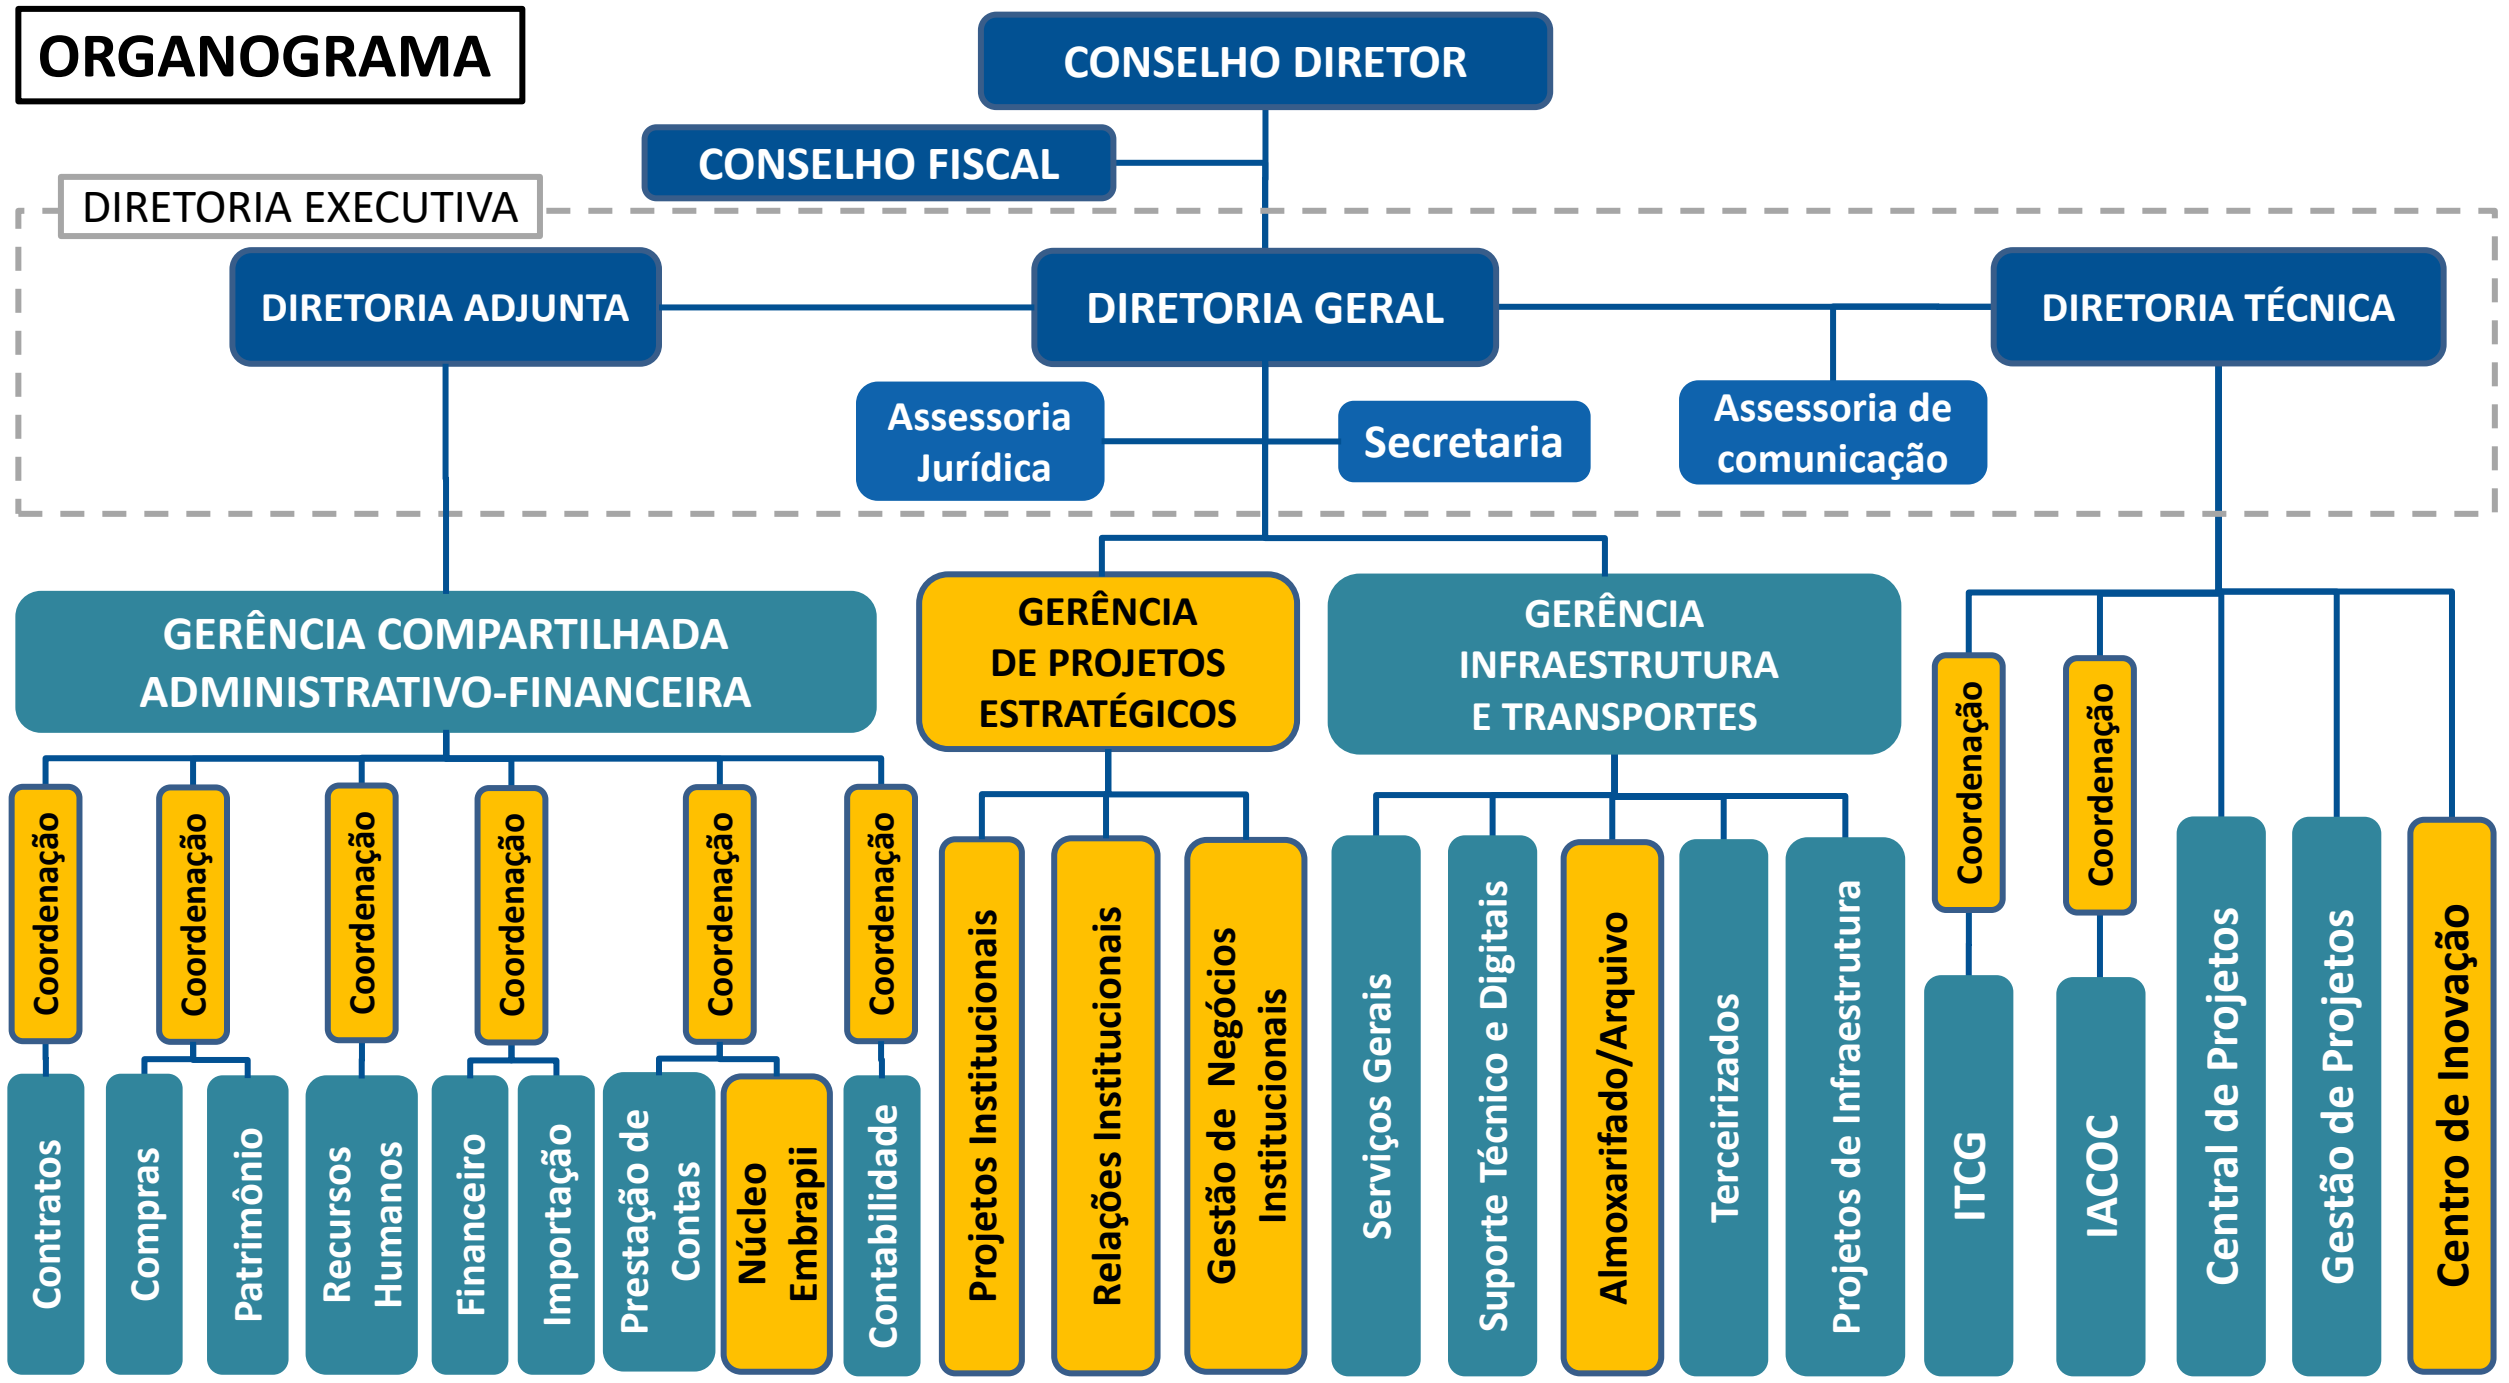 ORGANOGRAMA
CONSELHO DIRETOR
CONSELHO FISCAL
DIRETORIA EXECUTIVA
DIRETORIA ADJUNTA
DIRETORIA GERAL
DIRETORIA TÉCNICA
Assessoria
Jurídica
Secretaria
Assessoria de
comunicação
GERÊNCIA COMPARTILHADA
ADMINISTRATIVO-FINANCEIRA
GERÊNCIA
DE PROJETOS
ESTRATÉGICOS
GERÊNCIA
INFRAESTRUTURA
E TRANSPORTES
Coordenação
Coordenação
Coordenação
Coordenação
Coordenação
Coordenação
Coordenação
Coordenação
Contratos
Compras
Patrimônio
Recursos
Humanos
Financeiro
Importação
Prestação de
Contas
Núcleo
Embrapii
Contabilidade
Projetos Institucionais
Relações Institucionais
Gestão de Negócios
Institucionais
Serviços Gerais
Suporte Técnico e Digitais
Almoxarifado/Arquivo
Terceirizados
Projetos de Infraestrutura
ITCG
IACOC
Central de Projetos
Gestão de Projetos
Centro de Inovação